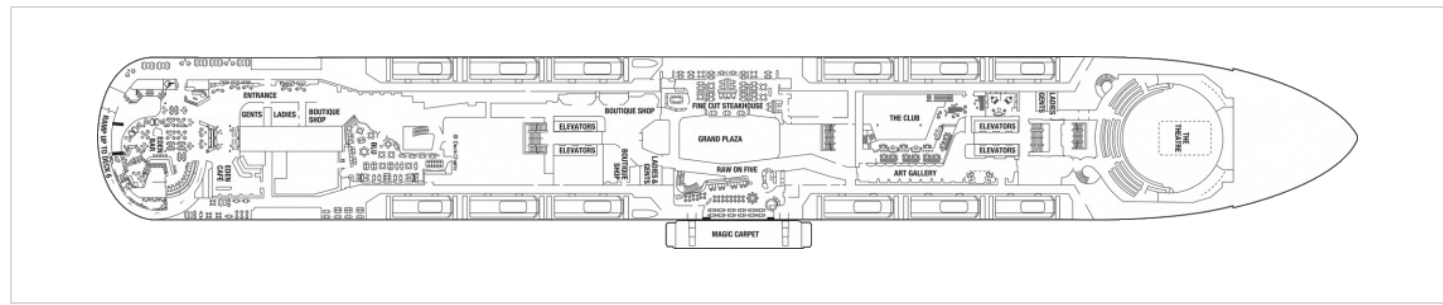 ENTRANCE
GENTS
LADIES
BOUTIQUE
SHOP
RAMP UP TO DECK 6
EDEN
BAR
EDEN
CAFE
BLU
ELEVATORS
ELEVATORS
BOUTIQUE SHOP
BOUTIQUE
SHOP
LADIES &
GENTS
FINE CUT STEAKHOUSE
GRAND PLAZA
RAW ON FIVE
MAGIC CARPET
THE CLUB
ART GALLERY
ELEVATORS
ELEVATORS
LADIES
GENTS
THE
THEATRE